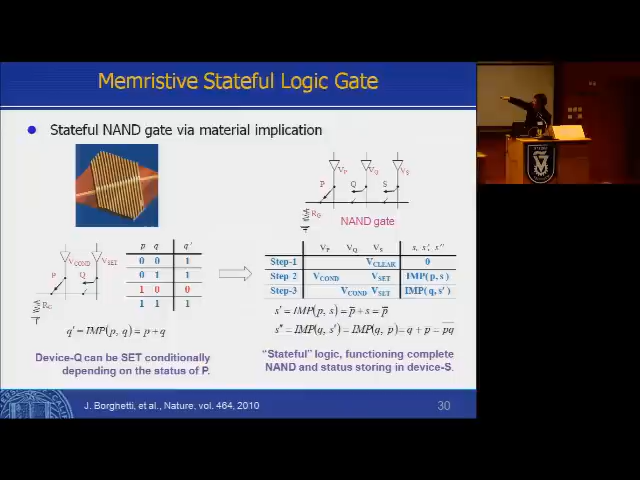 Memristive Stateful Logic Gate
Stateful NAND gate via material implication
V_P V_Q V_S
P Q S
R_G
NAND gate
V_COND V_SET
P Q
R_G
p q q'
0 0 1
0 1 1
1 0 0
1 1 1
V_P V_Q V_S s, s', s''
Step-1 V_CLEAR 0
Step-2 V_COND V_SET IMP(p, s)
Step-3 V_COND V_SET IMP(q, s')
q' = IMP(p, q) = p + q
s' = IMP(p, s) = p̅ + s = p̅
s'' = IMP(q, s') = IMP(q, p̅) = q̅ + p̅ = p̅q̅
Device-Q can be SET conditionally
depending on the status of P.
“Stateful” logic, functioning complete
NAND and status storing in device-S.
J. Borghetti, et al., Nature, vol. 464, 2010
30